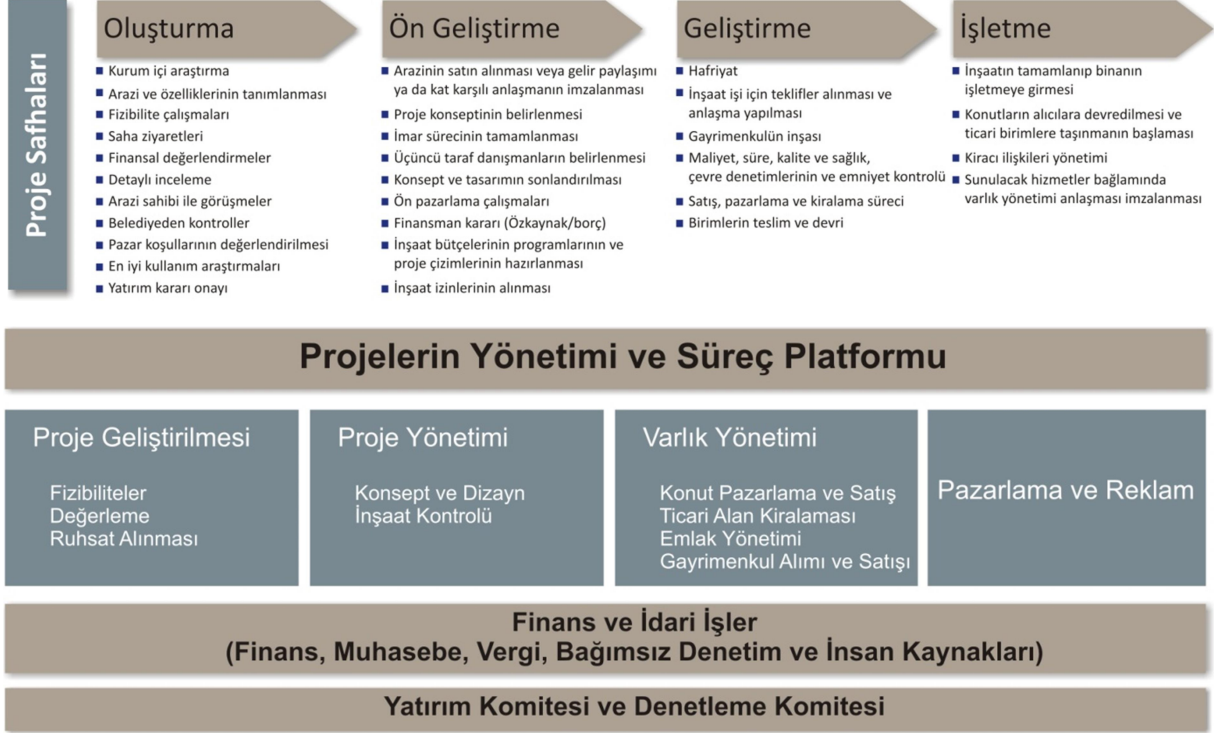 Proje Safhaları
Oluşturma
Kurum içi araştırma
Arazi ve özelliklerinin tanımlanması
Fizibilite çalışmaları
Saha ziyaretleri
Finansal değerlendirmeler
Detaylı inceleme
Arazi sahibi ile görüşmeler
Belediyeden kontroller
Pazar koşullarının değerlendirilmesi
En iyi kullanım araştırmaları
Yatırım kararı onayı
Ön Geliştirme
Arazinin satın alınması veya gelir paylaşımı
ya da kat karşılı anlaşmanın imzalanması
Proje konseptinin belirlenmesi
İmar sürecinin tamamlanması
Üçüncü taraf danışmanların belirlenmesi
Konsept ve tasarımın sonlandırılması
Ön pazarlama çalışmaları
Finansman kararı (Özkaynak/borç)
İnşaat bütçelerinin programlarının ve
proje çizimlerinin hazırlanması
İnşaat izinlerinin alınması
Geliştirme
Hafriyat
İnşaat işi için teklifler alınması ve
anlaşma yapılması
Gayrimenkulün inşası
Maliyet, süre, kalite ve sağlık,
çevre denetimlerinin ve emniyet kontrolü
Satış, pazarlama ve kiralama süreci
Birimlerin teslim ve devri
İşletme
İnşaatın tamamlanıp binanın
işletmeye girmesi
Konutların alıcılara devredilmesi ve
ticari birimlere taşınmanın başlaması
Kiracı ilişkileri yönetimi
Sunulacak hizmetler bağlamında
varlık yönetimi anlaşması imzalanması
Projelerin Yönetimi ve Süreç Platformu
Proje Geliştirilmesi
Fizibiliteler
Değerleme
Ruhsat Alınması
Proje Yönetimi
Konsept ve Dizayn
İnşaat Kontrolü
Varlık Yönetimi
Konut Pazarlama ve Satış
Ticari Alan Kiralaması
Emlak Yönetimi
Gayrimenkul Alımı ve Satışı
Pazarlama ve Reklam
Finans ve İdari İşler
(Finans, Muhasebe, Vergi, Bağımsız Denetim ve İnsan Kaynakları)
Yatırım Komitesi ve Denetleme Komitesi